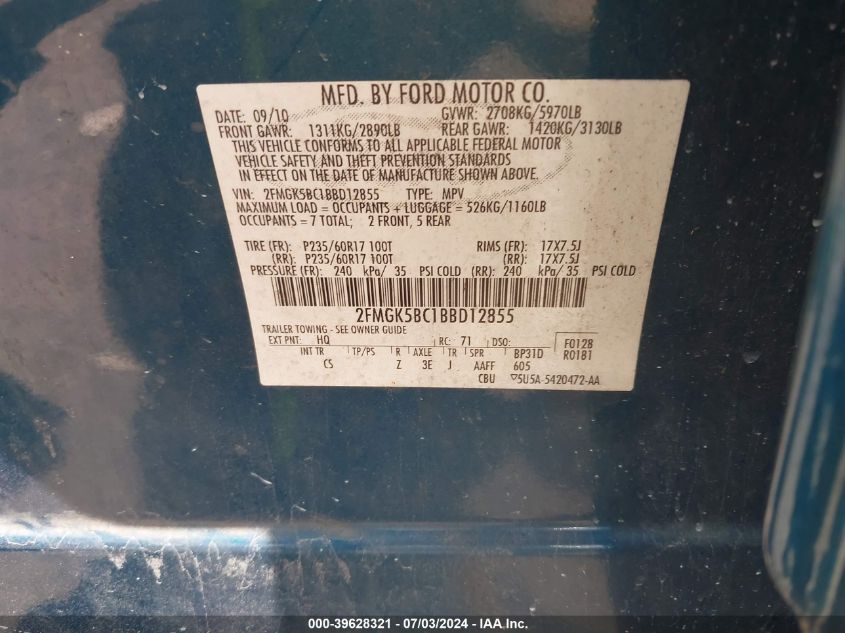 MFD. BY FORD MOTOR CO.
DATE: 09/10 GVWR: 2708KG/5970LB
FRONT GAWR: 1311KG/2890LB REAR GAWR: 1420KG/3130LB
THIS VEHICLE CONFORMS TO ALL APPLICABLE FEDERAL MOTOR
VEHICLE SAFETY AND THEFT PREVENTION STANDARDS
IN EFFECT ON THE DATE OF MANUFACTURE SHOWN ABOVE.
VIN: 2FMGK5BC1BBD12855 TYPE: MPV
MAXIMUM LOAD = OCCUPANTS + LUGGAGE = 526KG/1160LB
OCCUPANTS = 7 TOTAL; 2 FRONT, 5 REAR
TIRE (FR): P235/60R17 100T RIMS (FR): 17X7.5J
(RR): P235/60R17 100T (RR): 17X7.5J
PRESSURE (FR): 240 kPa/ 35 PSI COLD (RR): 240 kPa/ 35 PSI COLD
2FMGK5BC1BBD12855
TRAILER TOWING - SEE OWNER GUIDE
EXT PNT: HQ RC: 71 DSO: F0128
INT TR TP/PS R AXLE TR SPR BP31D R0181
CS Z 3E J AAFF 605
CBU ▽5U5A-5420472-AA
000-39628321 - 07/03/2024 - IAA Inc.